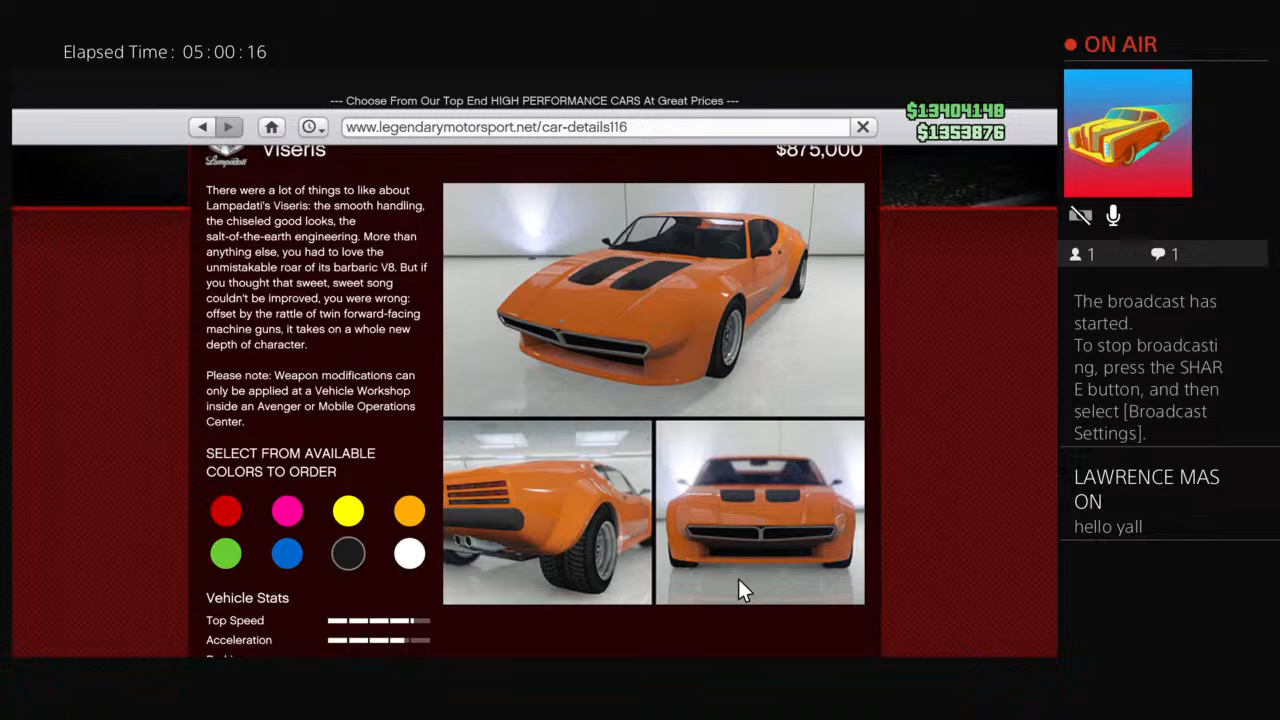 Elapsed Time: 05:00:16
ON AIR
--- Choose From Our Top End HIGH PERFORMANCE CARS At Great Prices ---
www.legendarymotorsport.net/car-details116
$13404148
$1353876
Lampadati
Viseris
$875,000
There were a lot of things to like about
Lampadati's Viseris: the smooth handling,
the chiseled good looks, the
salt-of-the-earth engineering. More than
anything else, you had to love the
unmistakable roar of its barbaric V8. But if
you thought that sweet, sweet song
couldn't be improved, you were wrong:
offset by the rattle of twin forward-facing
machine guns, it takes on a whole new
depth of character.
Please note: Weapon modifications can
only be applied at a Vehicle Workshop
inside an Avenger or Mobile Operations
Center.
SELECT FROM AVAILABLE
COLORS TO ORDER
Vehicle Stats
Top Speed
Acceleration
1
1
The broadcast has
started.
To stop broadcasti
ng, press the SHAR
E button, and then
select [Broadcast
Settings].
LAWRENCE MAS
ON
hello yall